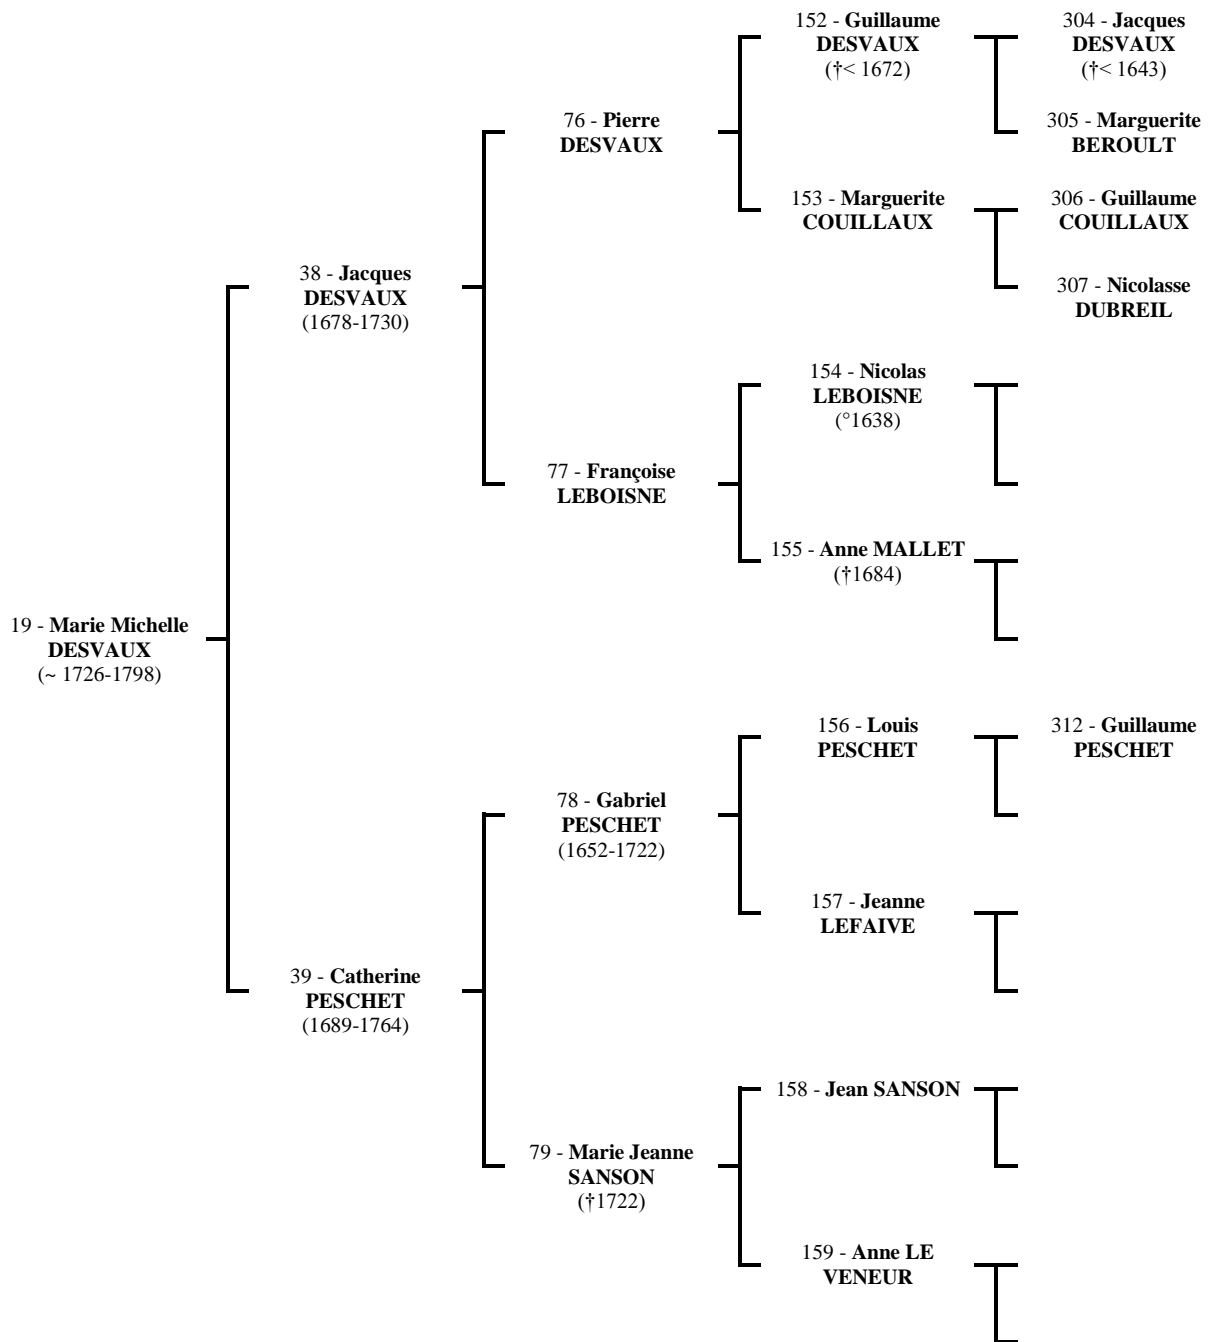 152 - Guillaume
DESVAUX
(†< 1672)
304 - Jacques
DESVAUX
(†< 1643)
76 - Pierre
DESVAUX
305 - Marguerite
BEROULT
153 - Marguerite
COUILLAUX
306 - Guillaume
COUILLAUX
38 - Jacques
DESVAUX
(1678-1730)
307 - Nicolasse
DUBREIL
154 - Nicolas
LEBOISNE
(°1638)
77 - Françoise
LEBOISNE
155 - Anne MALLET
(†1684)
19 - Marie Michelle
DESVAUX
(~ 1726-1798)
156 - Louis
PESCHET
312 - Guillaume
PESCHET
78 - Gabriel
PESCHET
(1652-1722)
157 - Jeanne
LEFAIVE
39 - Catherine
PESCHET
(1689-1764)
158 - Jean SANSON
79 - Marie Jeanne
SANSON
(†1722)
159 - Anne LE
VENEUR